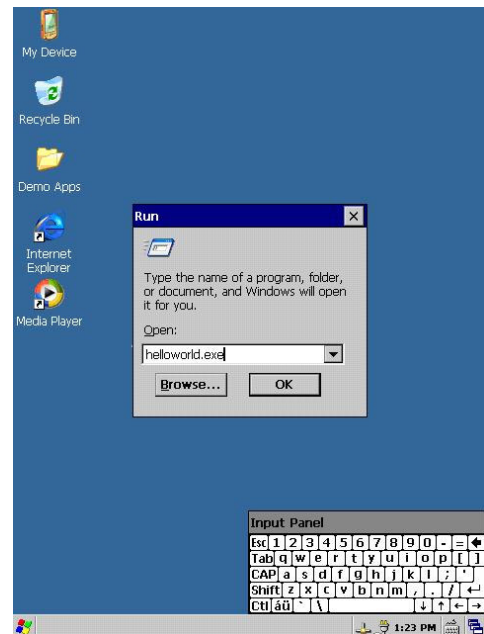 My Device
Recycle Bin
Demo Apps
Internet
Explorer
Media Player
Run
Type the name of a program, folder,
or document, and Windows will open
it for you.
Open:
helloworld.exe
Browse...
OK
Input Panel
Esc 1 2 3 4 5 6 7 8 9 0 - =
Tab q w e r t y u i o p [ ]
CAP a s d f g h j k l ; '
Shift z x c v b n m , . /
Ctl áü ` \
1:23 PM